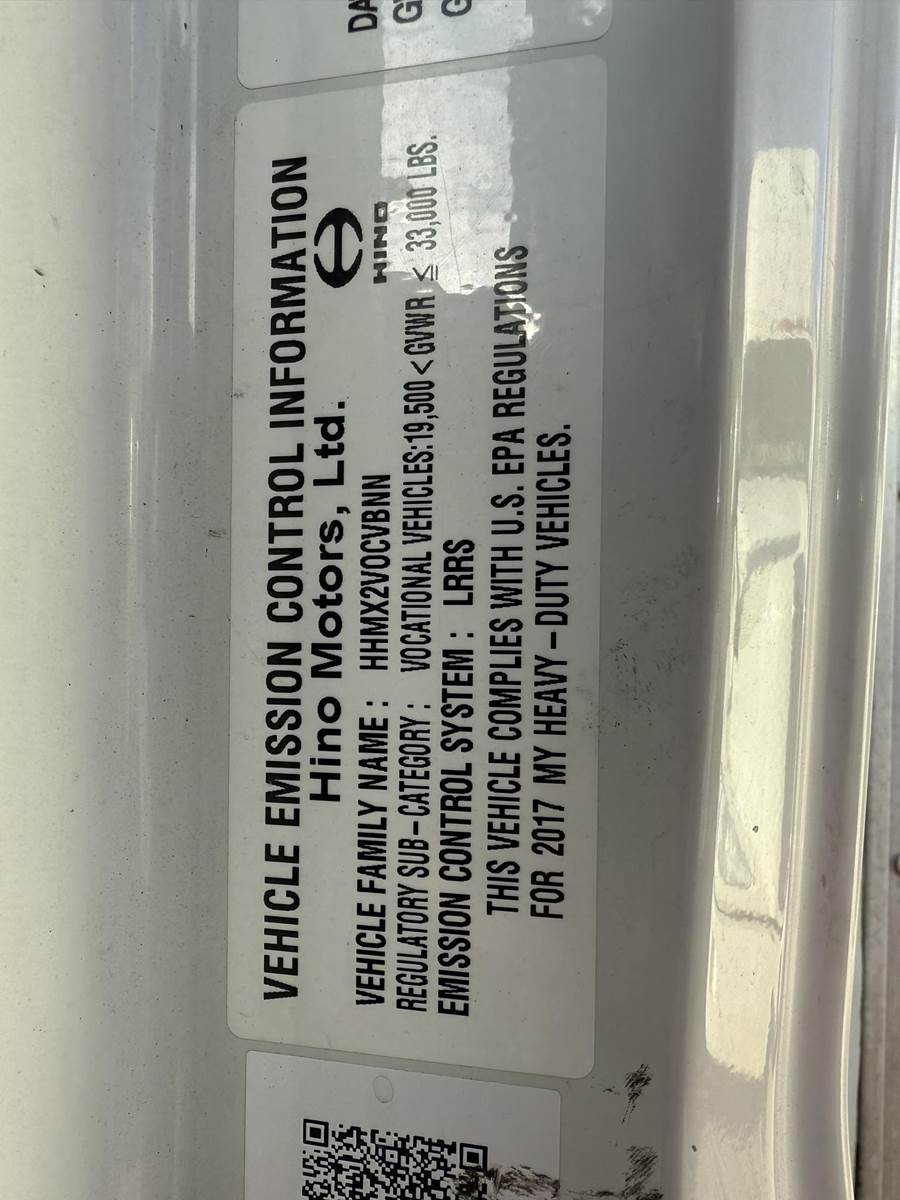 VEHICLE EMISSION CONTROL INFORMATION
Hino Motors, Ltd.
HINO
VEHICLE FAMILY NAME : HHMX2VOCVBNN
REGULATORY SUB-CATEGORY : VOCATIONAL VEHICLES:19,500 < GVWR ≦ 33,000 LBS.
EMISSION CONTROL SYSTEM : LRRS
THIS VEHICLE COMPLIES WITH U.S. EPA REGULATIONS
FOR 2017 MY HEAVY-DUTY VEHICLES.